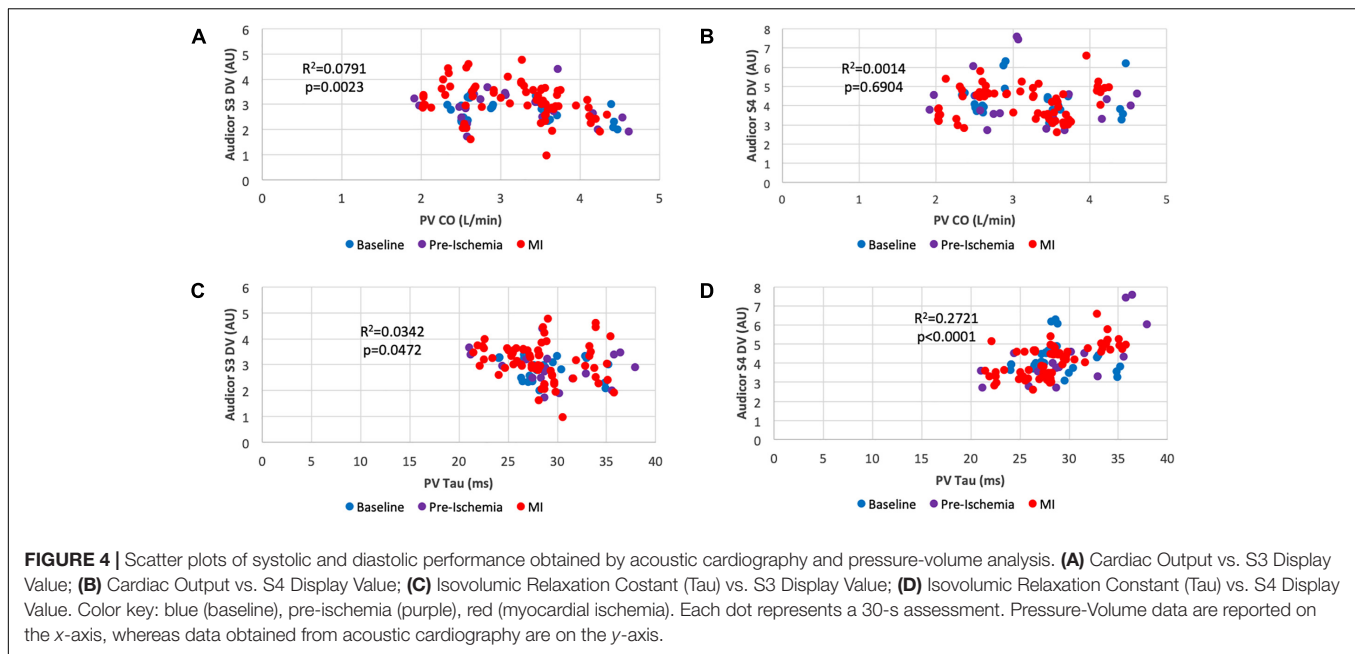 A
Audicor S3 DV (AU)
6
5
4
3
2
1
0
R²=0.0791
p=0.0023
0 1 2 3 4 5
PV CO (L/min)
Baseline Pre-Ischemia MI
B
Audicor S4 DV (AU)
8
7
6
5
4
3
2
1
0
R²=0.0014
p=0.6904
0 1 2 3 4 5
PV CO (L/min)
Baseline Pre-Ischemia MI
C
Audicor S3 DV (AU)
6
5
4
3
2
1
0
R²=0.0342
p=0.0472
0 5 10 15 20 25 30 35 40
PV Tau (ms)
Baseline Pre-Ischemia MI
D
Audicor S4 DV (AU)
8
7
6
5
4
3
2
1
0
R²=0.2721
p<0.0001
0 5 10 15 20 25 30 35 40
PV Tau (ms)
Baseline Pre-Ischemia MI
FIGURE 4 | Scatter plots of systolic and diastolic performance obtained by acoustic cardiography and pressure-volume analysis. (A) Cardiac Output vs. S3 Display
Value; (B) Cardiac Output vs. S4 Display Value; (C) Isovolumic Relaxation Costant (Tau) vs. S3 Display Value; (D) Isovolumic Relaxation Constant (Tau) vs. S4 Display
Value. Color key: blue (baseline), pre-ischemia (purple), red (myocardial ischemia). Each dot represents a 30-s assessment. Pressure-Volume data are reported on
the x-axis, whereas data obtained from acoustic cardiography are on the y-axis.